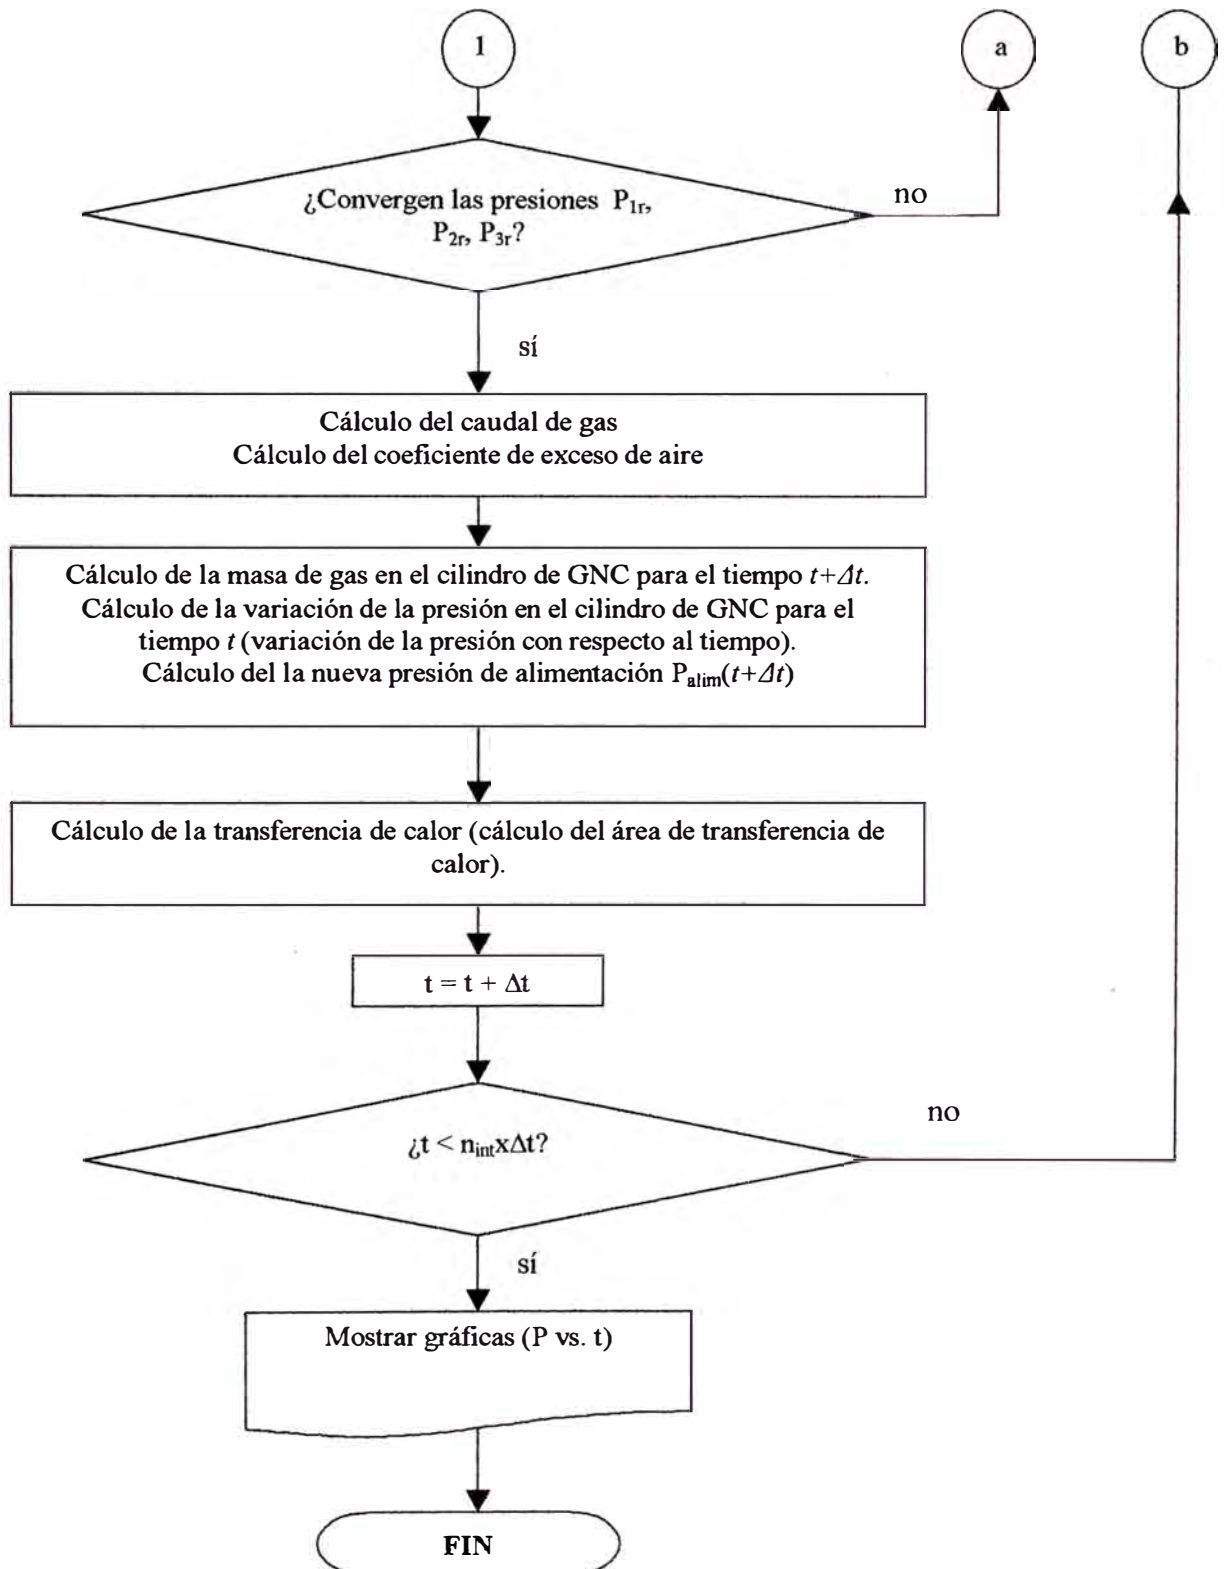 1
a
b
¿Convergen las presiones P1r,
P2r, P3r?
no
sí
Cálculo del caudal de gas
Cálculo del coeficiente de exceso de aire
Cálculo de la masa de gas en el cilindro de GNC para el tiempo t+Δt.
Cálculo de la variación de la presión en el cilindro de GNC para el
tiempo t (variación de la presión con respecto al tiempo).
Cálculo del la nueva presión de alimentación Palim(t+Δt)
Cálculo de la transferencia de calor (cálculo del área de transferencia de
calor).
t = t + Δt
¿t < nintxΔt?
no
sí
Mostrar gráficas (P vs. t)
FIN